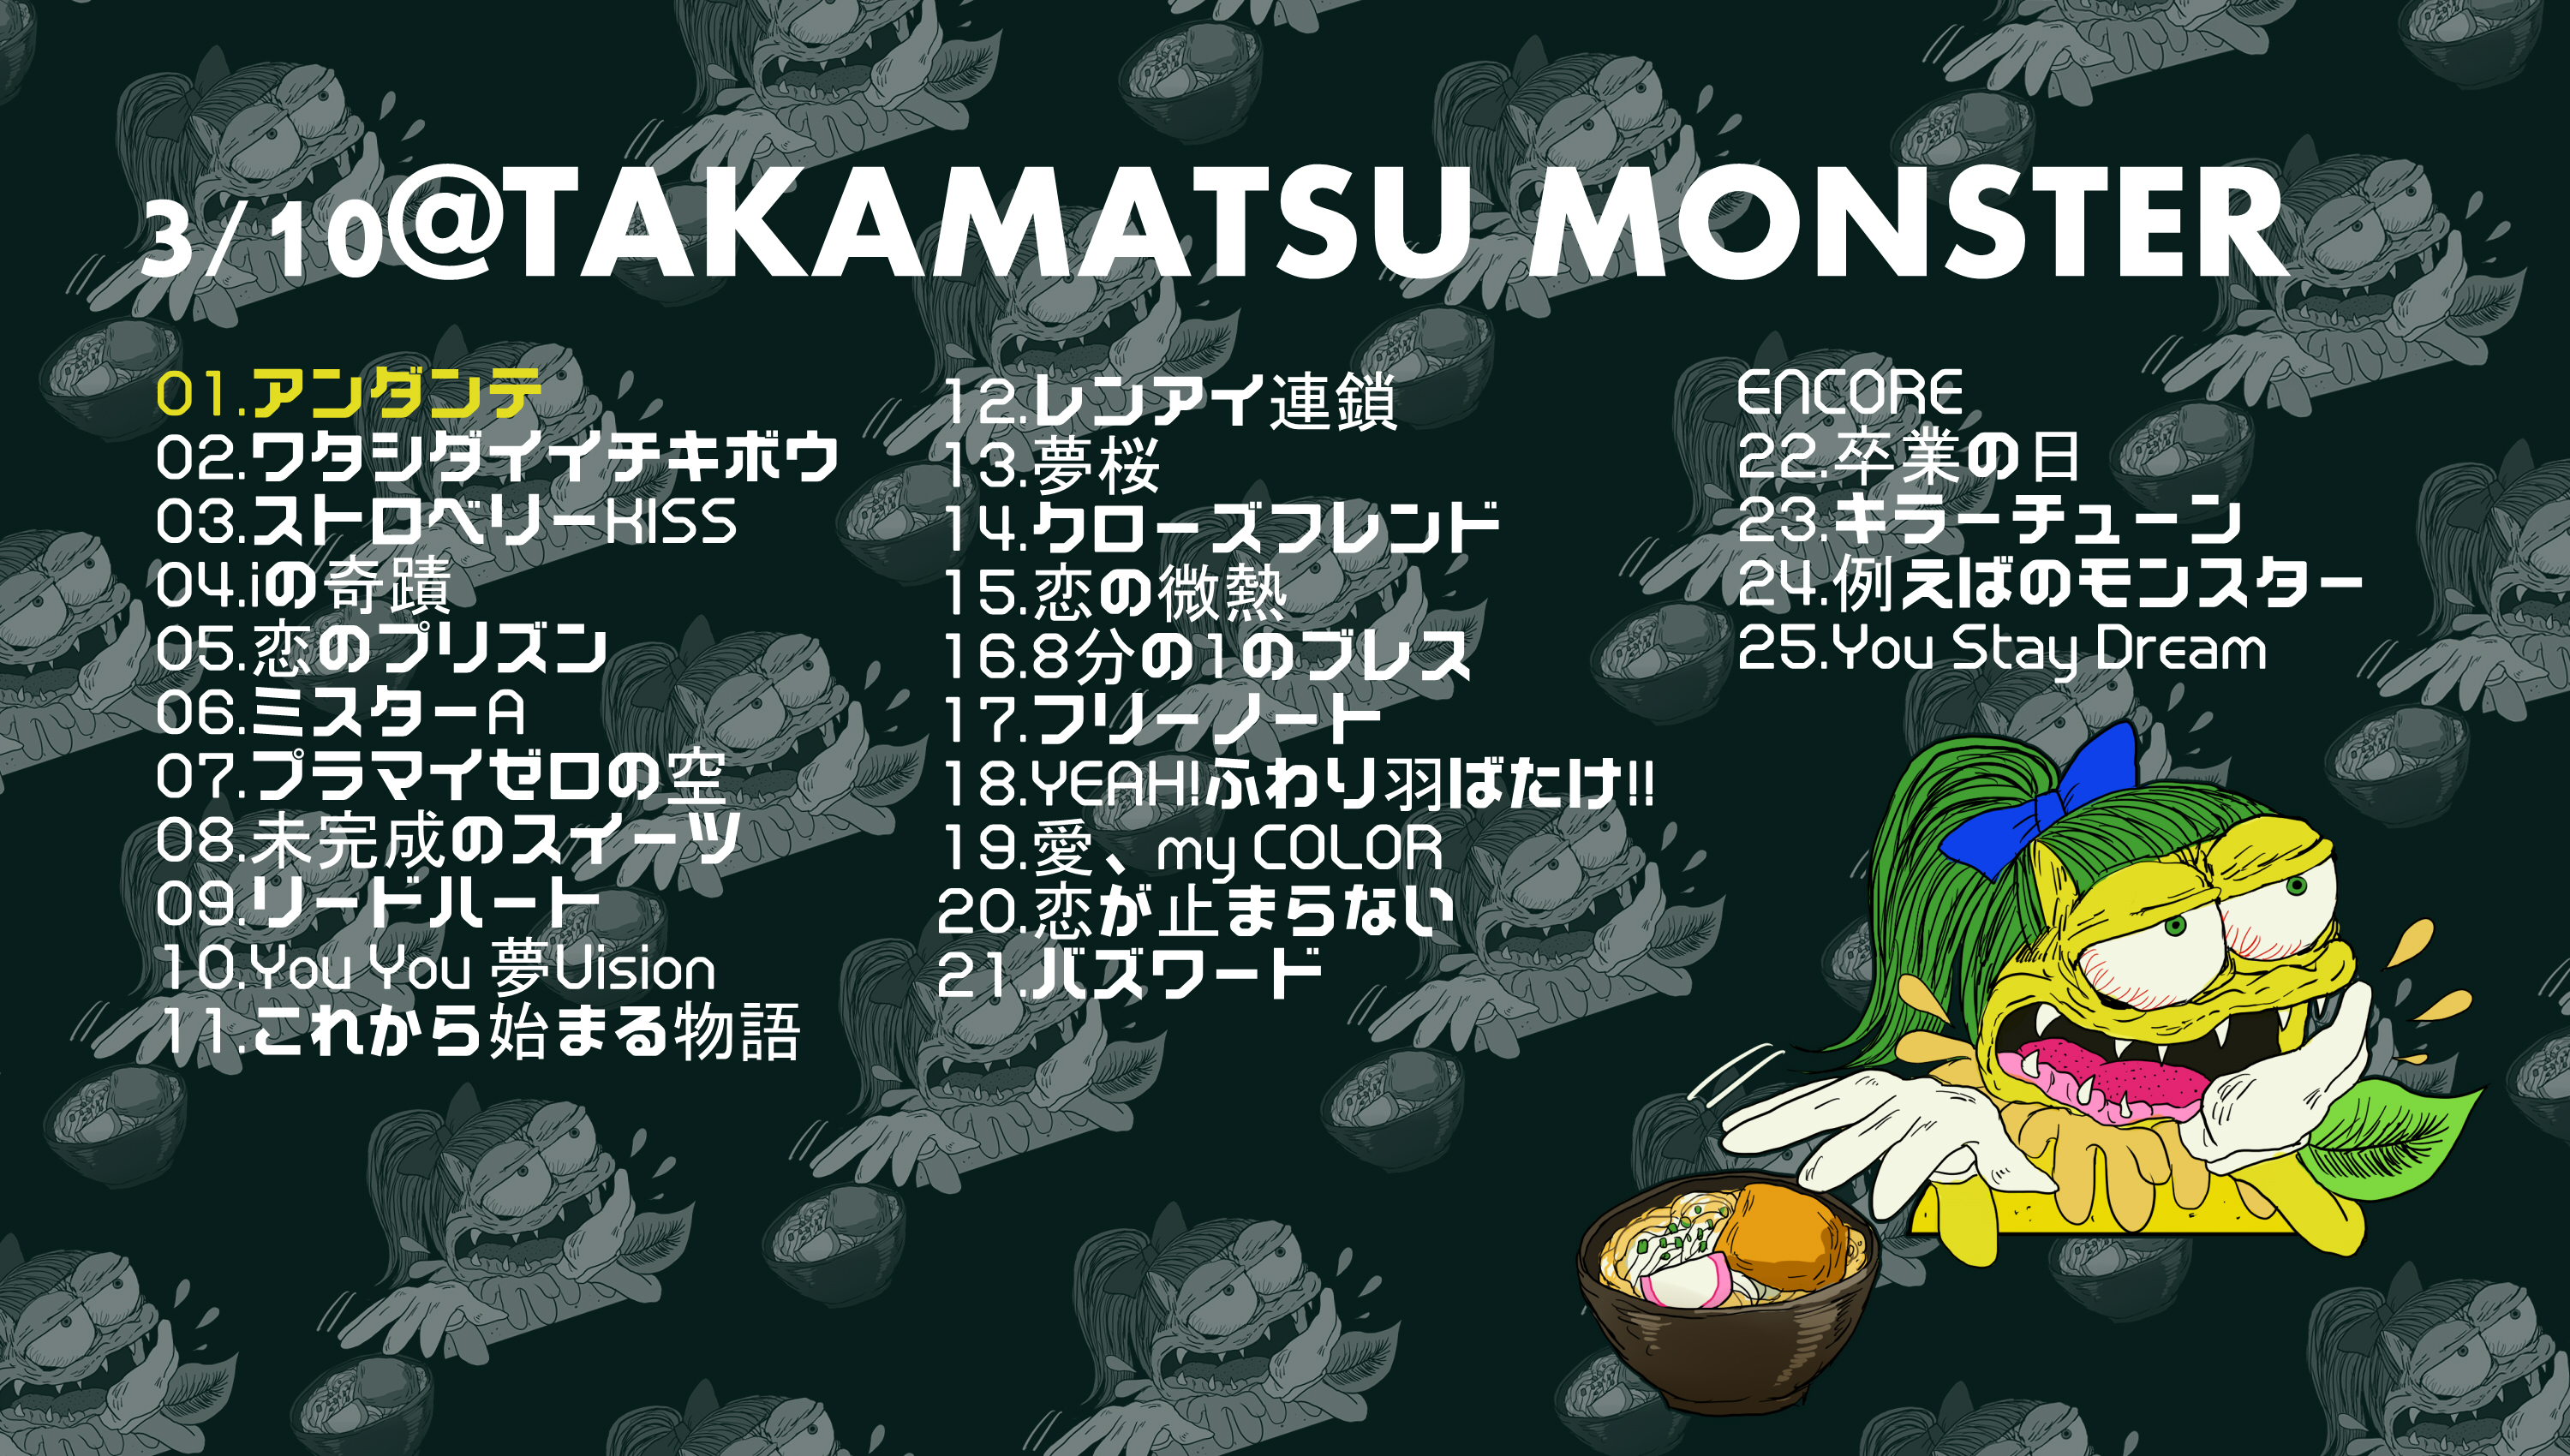 3/10@TAKAMATSU MONSTER
01.アンダンテ
02.ワタシダイイチキボウ
03.ストロベリーKISS
04.iの奇蹟
05.恋のプリズン
06.ミスターA
07.プラマイゼロの空
08.未完成のスイーツ
09.リードハート
10.You You 夢Vision
11.これから始まる物語
12.レンアイ連鎖
13.夢桜
14.クローズフレンド
15.恋の微熱
16.8分の1のブレス
17.フリーノート
18.YEAH!ふわり羽ばたけ!!
19.愛、my COLOR
20.恋が止まらない
21.バズワード
ENCORE
22.卒業の日
23.キラーチューン
24.例えばのモンスター
25.You Stay Dream